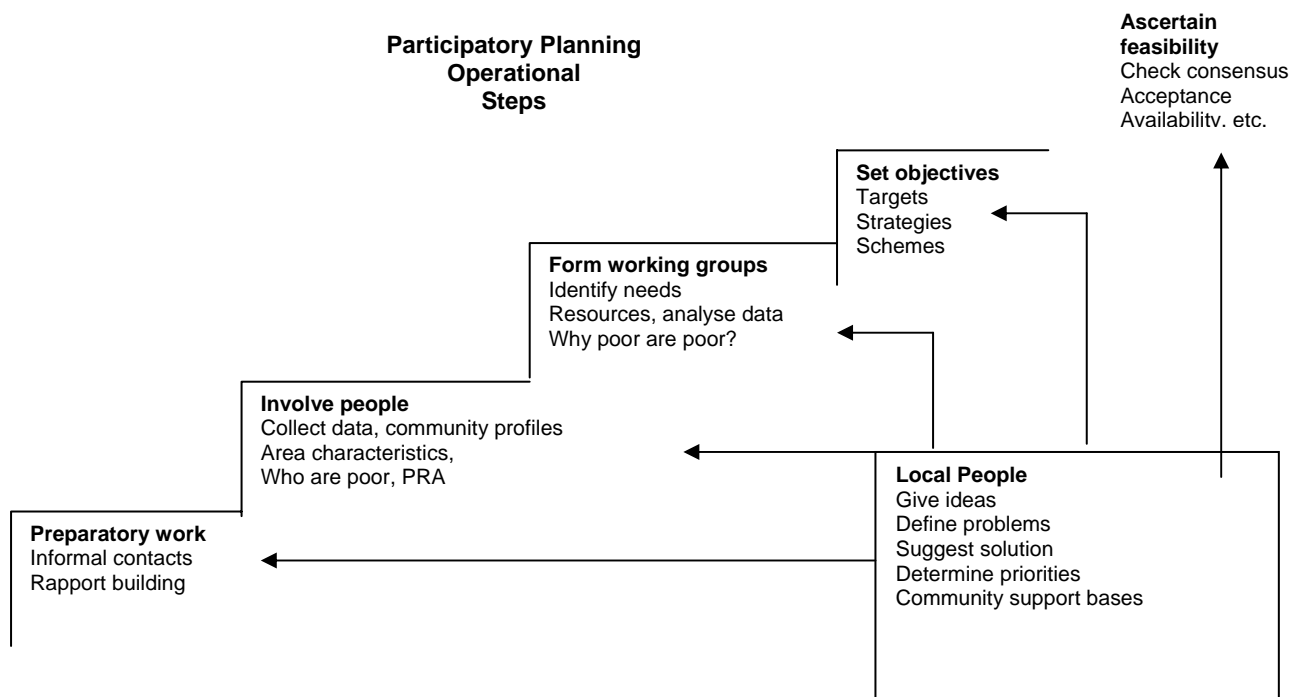 Participatory Planning
Operational
Steps
Ascertain
feasibility
Check consensus
Acceptance
Availability, etc.
Set objectives
Targets
Strategies
Schemes
Form working groups
Identify needs
Resources, analyse data
Why poor are poor?
Involve people
Collect data, community profiles
Area characteristics,
Who are poor, PRA
Preparatory work
Informal contacts
Rapport building
Local People
Give ideas
Define problems
Suggest solution
Determine priorities
Community support bases